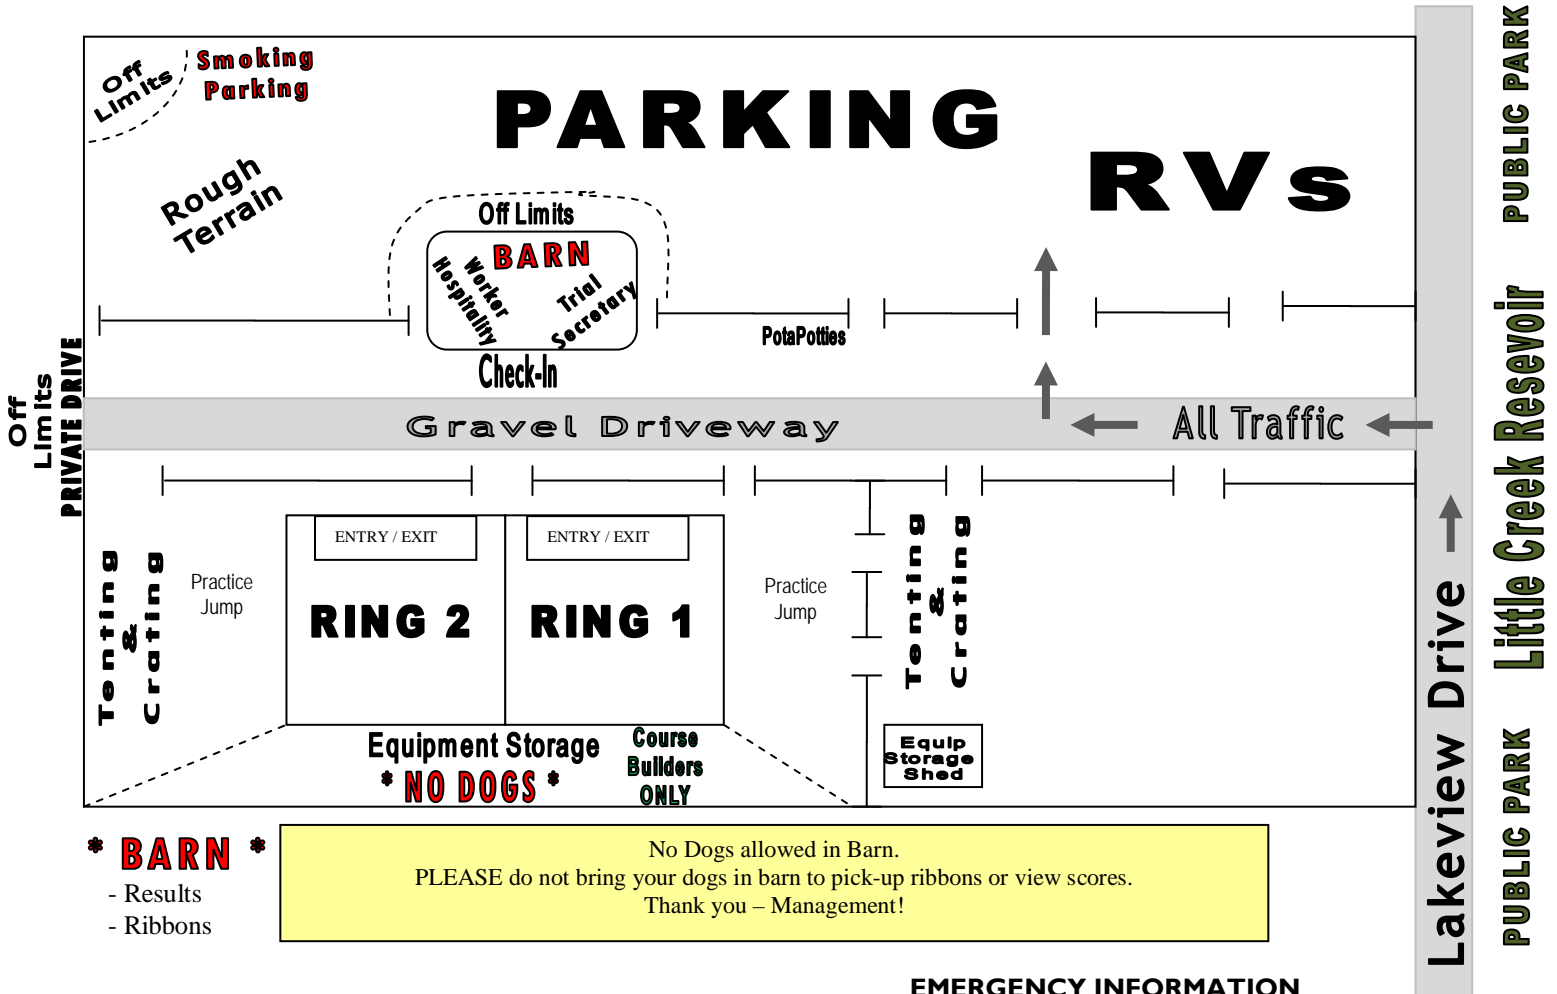 Off
Limits
Smoking
Parking
PARKING
RVs
Rough
Terrain
Off Limits
BARN
Worker
Hospitality
Trial
Secretary
Check-In
PotaPotties
Off
Limits
PRIVATE DRIVE
Gravel Driveway
All Traffic
Tenting
&
Crating
Practice
Jump
ENTRY / EXIT
RING 2
ENTRY / EXIT
RING 1
Practice
Jump
Tenting
&
Crating
Equipment Storage
* NO DOGS *
Course
Builders
ONLY
Equip
Storage
Shed
Lakeview Drive
PUBLIC PARK
Little Creek Resevoir
PUBLIC PARK
* BARN *
- Results
- Ribbons
No Dogs allowed in Barn.
PLEASE do not bring your dogs in barn to pick-up ribbons or view scores.
Thank you – Management!
EMERGENCY INFORMATION